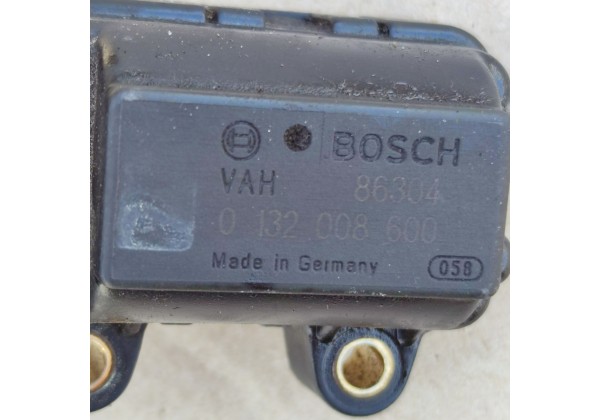 BOSCH
VAH 86304
0 132 008 600
Made in Germany 058